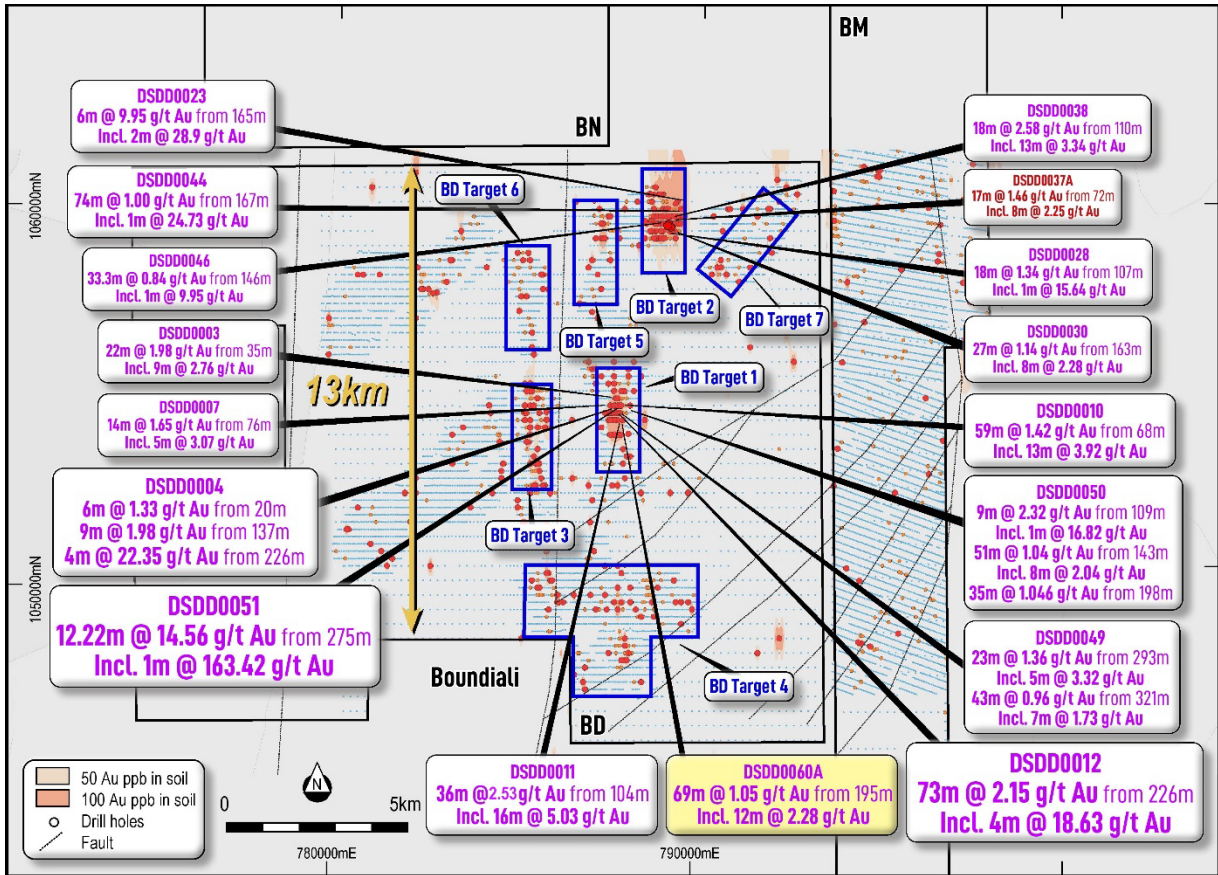 BN
BM
DSDD0023
6m @ 9.95 g/t Au from 165m
Incl. 2m @ 28.9 g/t Au
DSDD0044
74m @ 1.00 g/t Au from 167m
Incl. 1m @ 24.73 g/t Au
DSDD0046
33.3m @ 0.84 g/t Au from 146m
Incl. 1m @ 9.95 g/t Au
DSDD0003
22m @ 1.98 g/t Au from 35m
Incl. 9m @ 2.76 g/t Au
DSDD0007
14m @ 1.65 g/t Au from 76m
Incl. 5m @ 3.07 g/t Au
DSDD0004
6m @ 1.33 g/t Au from 20m
9m @ 1.98 g/t Au from 137m
4m @ 22.35 g/t Au from 226m
DSDD0051
12.22m @ 14.56 g/t Au from 275m
Incl. 1m @ 163.42 g/t Au
1060000mN
1050000mN
13km
BD Target 6
BD Target 5
BD Target 2
BD Target 7
BD Target 1
BD Target 3
BD Target 4
Boundiali
BD
DSDD0038
18m @ 2.58 g/t Au from 110m
Incl. 13m @ 3.34 g/t Au
DSDD0037A
17m @ 1.46 g/t Au from 72m
Incl. 8m @ 2.25 g/t Au
DSDD0028
18m @ 1.34 g/t Au from 107m
Incl. 1m @ 15.64 g/t Au
DSDD0030
27m @ 1.14 g/t Au from 163m
Incl. 8m @ 2.28 g/t Au
DSDD0010
59m @ 1.42 g/t Au from 68m
Incl. 13m @ 3.92 g/t Au
DSDD0050
9m @ 2.32 g/t Au from 109m
Incl. 1m @ 16.82 g/t Au
51m @ 1.04 g/t Au from 143m
Incl. 8m @ 2.04 g/t Au
35m @ 1.046 g/t Au from 198m
DSDD0049
23m @ 1.36 g/t Au from 293m
Incl. 5m @ 3.32 g/t Au
43m @ 0.96 g/t Au from 321m
Incl. 7m @ 1.73 g/t Au
DSDD0011
36m @2.53g/t Au from 104m
Incl. 16m @ 5.03 g/t Au
DSDD0060A
69m @ 1.05 g/t Au from 195m
Incl. 12m @ 2.28 g/t Au
DSDD0012
73m @ 2.15 g/t Au from 226m
Incl. 4m @ 18.63 g/t Au
50 Au ppb in soil
100 Au ppb in soil
Drill holes
Fault
N
0 5km
780000mE
790000mE